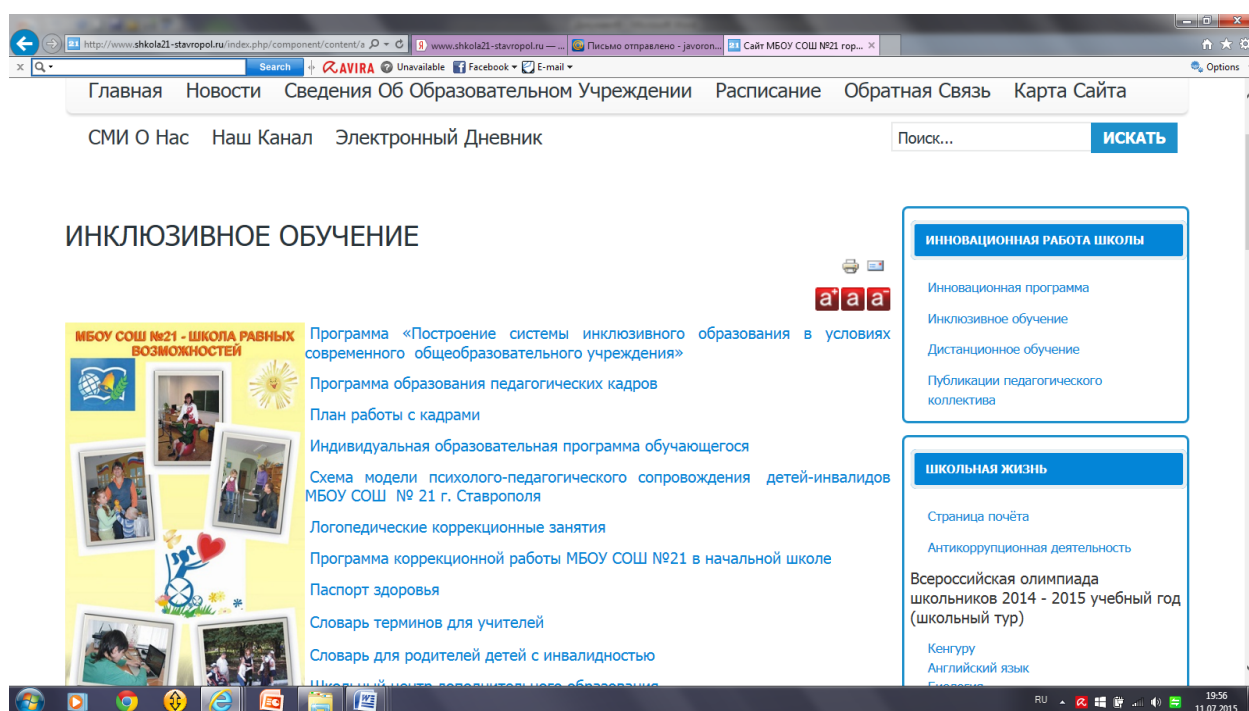 http://www.shkola21-stavropol.ru/index.php/component/content/a
www.shkola21-stavropol.ru — ...
Письмо отправлено - javoron...
Сайт МБОУ СОШ №21 гор...
Search
AVIRA
Unavailable
Facebook
E-mail
Options
Главная Новости Сведения Об Образовательном Учреждении Расписание Обратная Связь Карта Сайта
СМИ О Нас Наш Канал Электронный Дневник
Поиск...
ИСКАТЬ
ИНКЛЮЗИВНОЕ ОБУЧЕНИЕ
a+ a a-
МБОУ СОШ №21 - ШКОЛА РАВНЫХ
ВОЗМОЖНОСТЕЙ
Программа «Построение системы инклюзивного образования в условиях
современного общеобразовательного учреждения»
Программа образования педагогических кадров
План работы с кадрами
Индивидуальная образовательная программа обучающегося
Схема модели психолого-педагогического сопровождения детей-инвалидов
МБОУ СОШ № 21 г. Ставрополя
Логопедические коррекционные занятия
Программа коррекционной работы МБОУ СОШ №21 в начальной школе
Паспорт здоровья
Словарь терминов для учителей
Словарь для родителей детей с инвалидностью
Школьный центр дополнительного образования
ИННОВАЦИОННАЯ РАБОТА ШКОЛЫ
Инновационная программа
Инклюзивное обучение
Дистанционное обучение
Публикации педагогического
коллектива
ШКОЛЬНАЯ ЖИЗНЬ
Страница почёта
Антикоррупционная деятельность
Всероссийская олимпиада
школьников 2014 - 2015 учебный год
(школьный тур)
Кенгуру
Английский язык
Биология
RU
19:56
11.07.2015